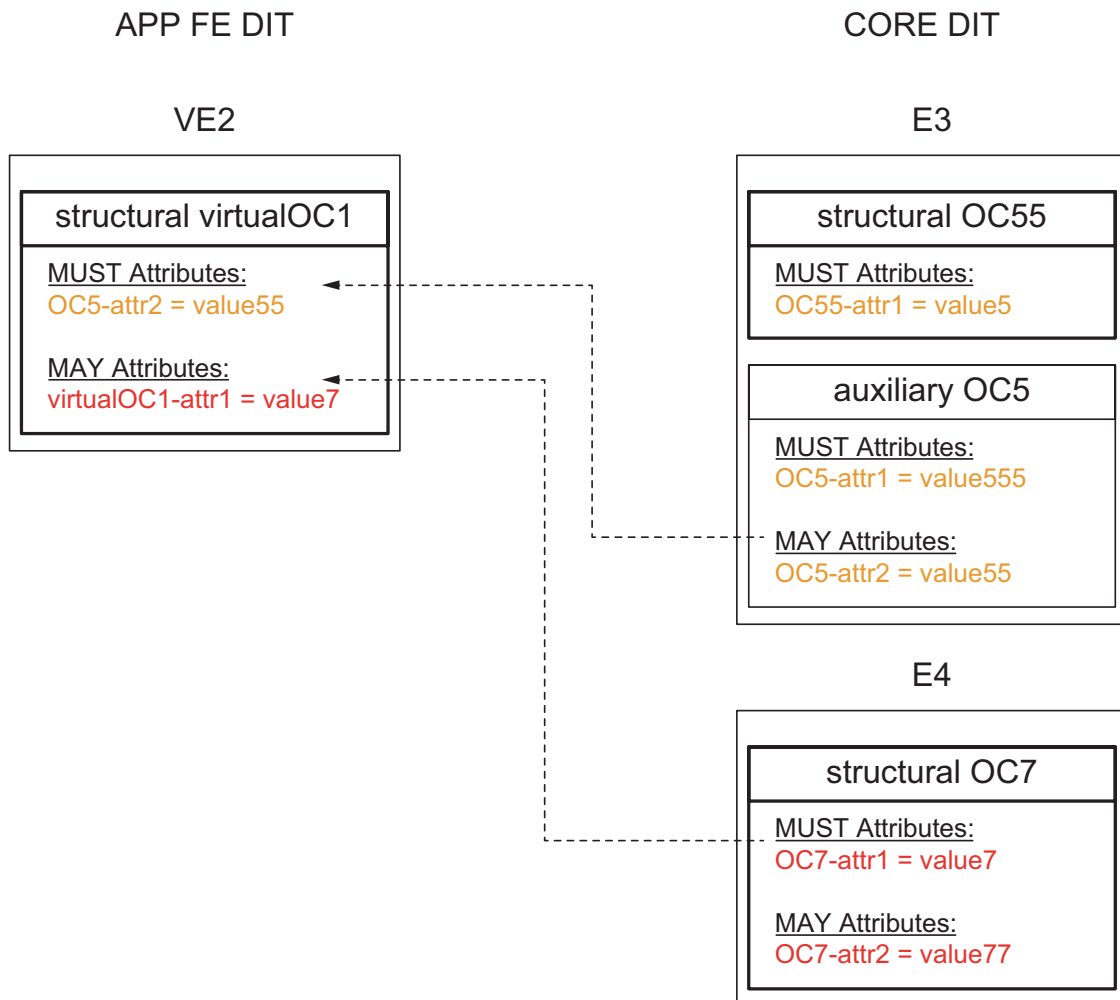 APP FE DIT
CORE DIT
VE2
structural virtualOC1
MUST Attributes:
OC5-attr2 = value55
MAY Attributes:
virtualOC1-attr1 = value7
E3
structural OC55
MUST Attributes:
OC55-attr1 = value5
auxiliary OC5
MUST Attributes:
OC5-attr1 = value555
MAY Attributes:
OC5-attr2 = value55
E4
structural OC7
MUST Attributes:
OC7-attr1 = value7
MAY Attributes:
OC7-attr2 = value77